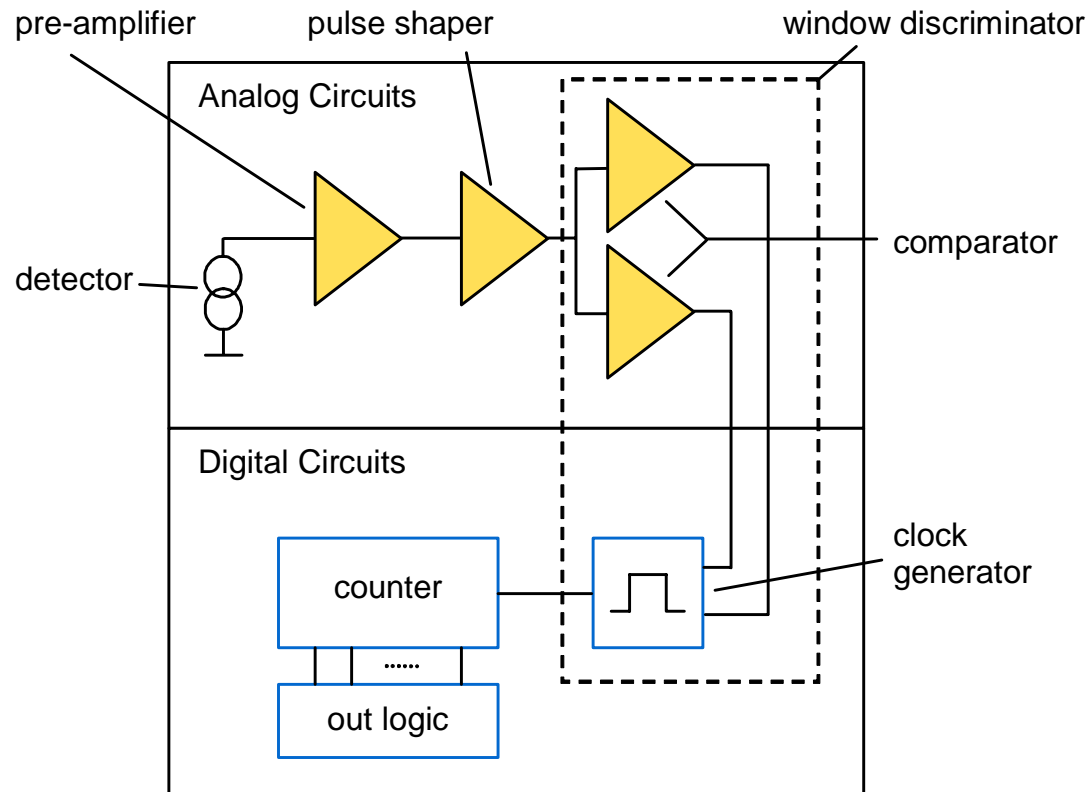 pre-amplifier
pulse shaper
window discriminator
Analog Circuits
comparator
detector
Digital Circuits
clock
generator
counter
......
out logic